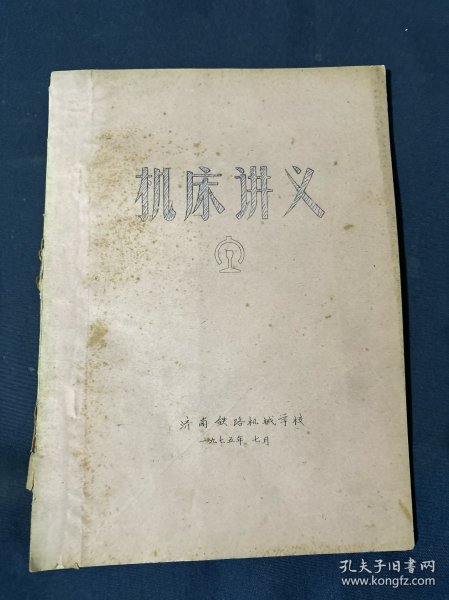 机床讲义
济南铁路机械学校
一九七五年 七月
孔夫子旧书网
www.kongfz.com